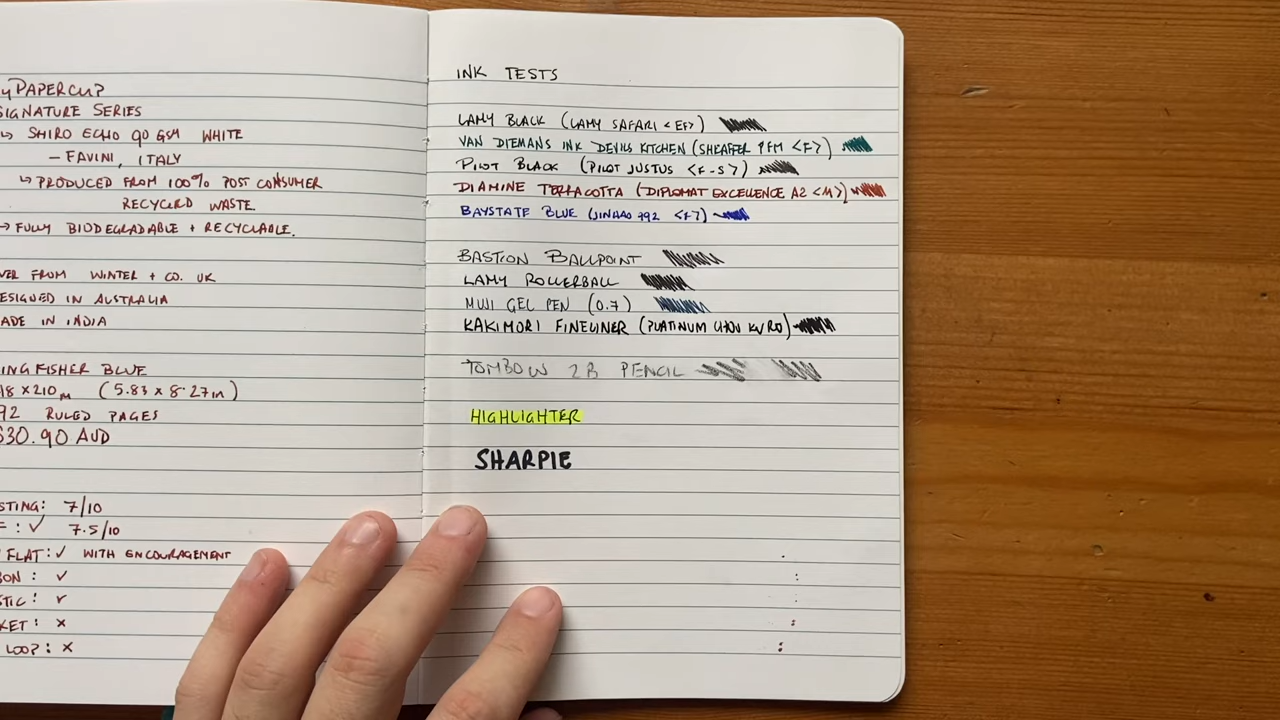 PAPERCUP
SIGNATURE SERIES
↳ SHIRO ECHO 90 GSM WHITE
– FAVINI, ITALY
↳ PRODUCED FROM 100% POST CONSUMER
RECYCLED WASTE
→ FULLY BIODEGRADABLE + RECYCLABLE.
FROM WINTER + CO. UK
DESIGNED IN AUSTRALIA
MADE IN INDIA
KINGFISHER BLUE
148 x 210m (5.83 x 8.27in)
192 RULED PAGES
$30.90 AUD
7/10
: ✓ 7.5/10
FLAT: ✓ WITH ENCOURAGEMENT
: ✓
: ✓
: x
LOOP: x
INK TESTS
LAMY BLACK (LAMY SAFARI <EF>)
VAN DIEMANS INK DEVILS KITCHEN (SHEAFFER PFM <F>)
PILOT BLACK (PILOT JUSTUS <F-S>)
DIAMINE TERRACOTTA (DIPLOMAT EXCELLENCE A2 <M>)
BAYSTATE BLUE (JINHAO 992 <F>)
BASTION BALLPOINT
LAMY ROLLERBALL
MUJI GEL PEN (0.7)
KAKIMORI FINELINER (PLATINUM
TOMBOW 2B PENCIL
HIGHLIGHTER
SHARPIE